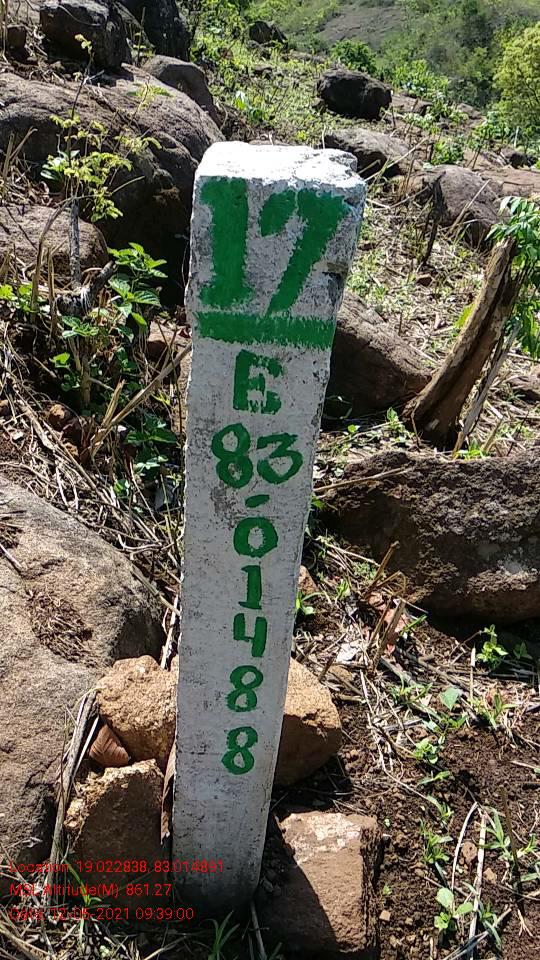 17
E
83
.
0
1
4
8
8
Location 19.022838, 83.014891
MSL Altitude(M) 861.27
Date 12-06-2021 09:39:00